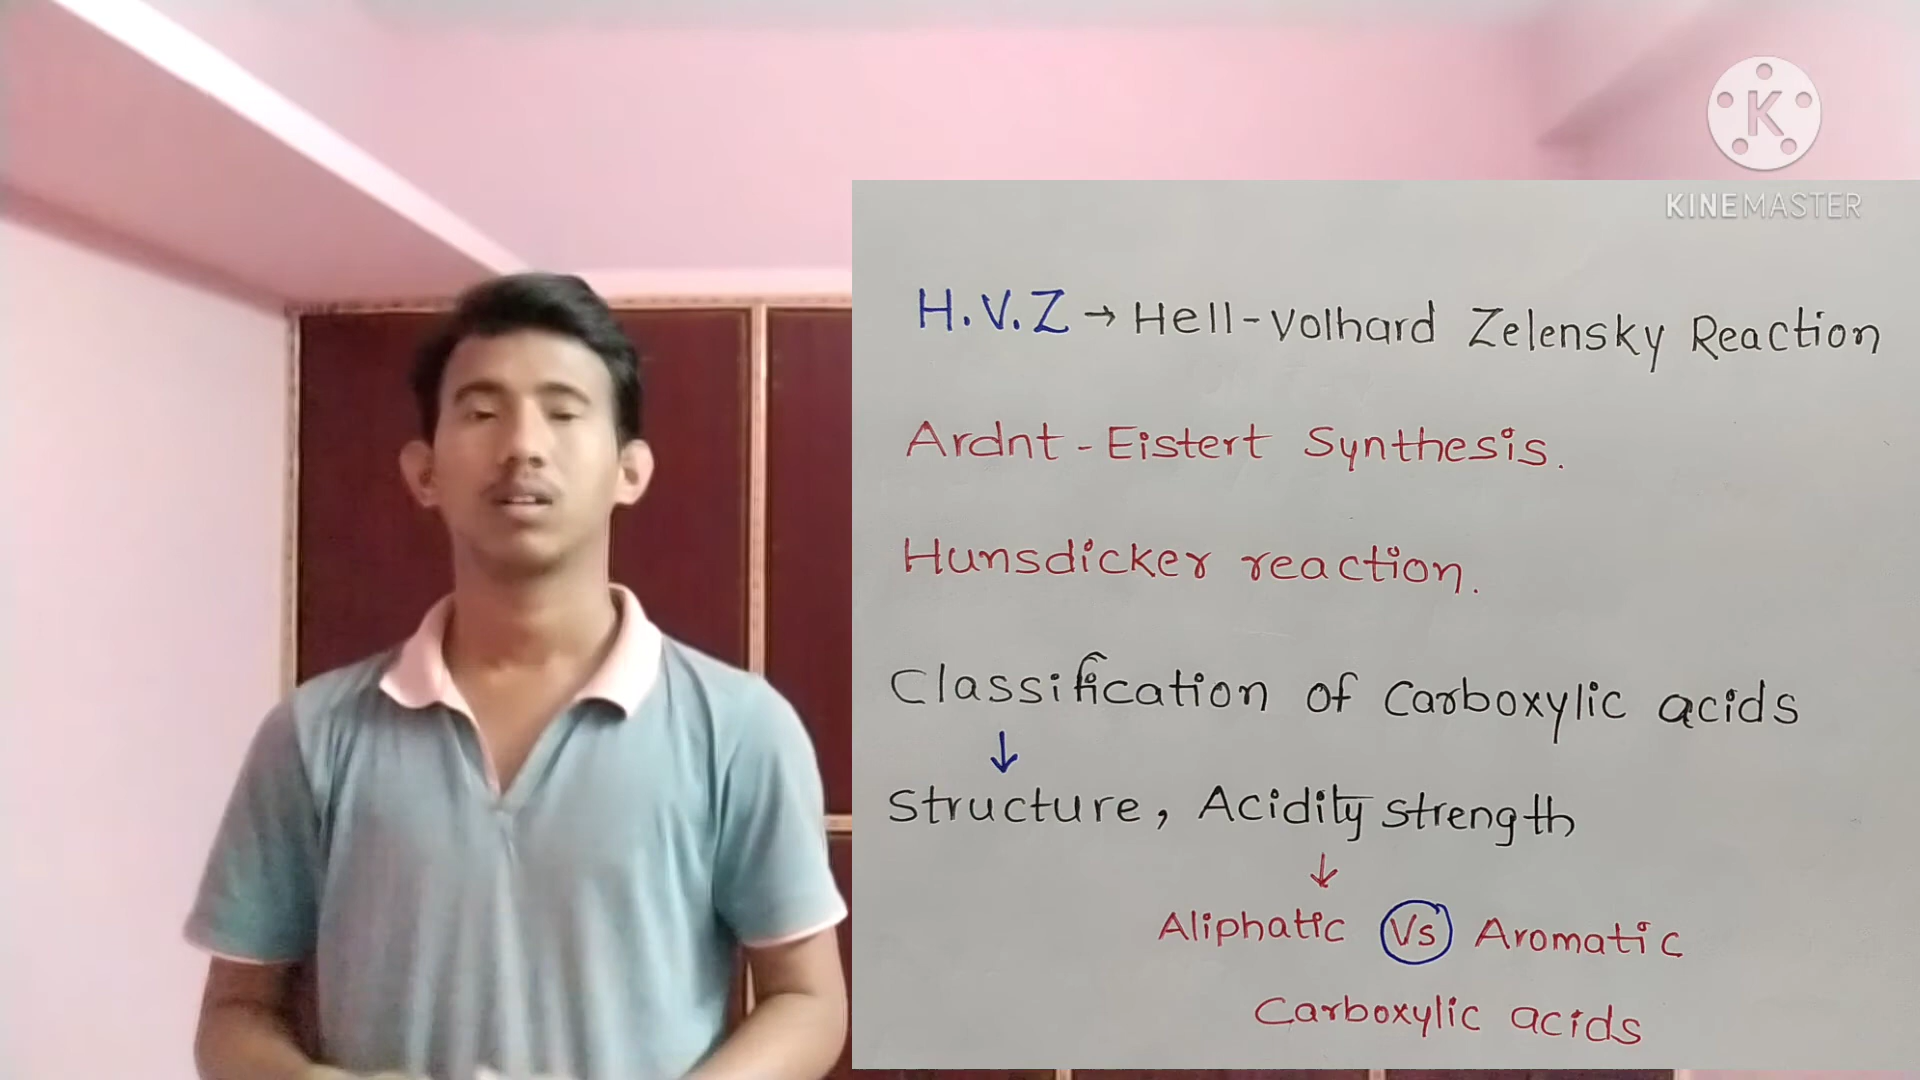 K
KINEMASTER
H.V.Z → Hell-Volhard Zelensky Reaction
Ardnt-Eistert Synthesis.
Hunsdicker reaction.
Classification of Carboxylic acids
↓
Structure, Acidity strength
↓
Aliphatic Vs Aromatic
Carboxylic acids